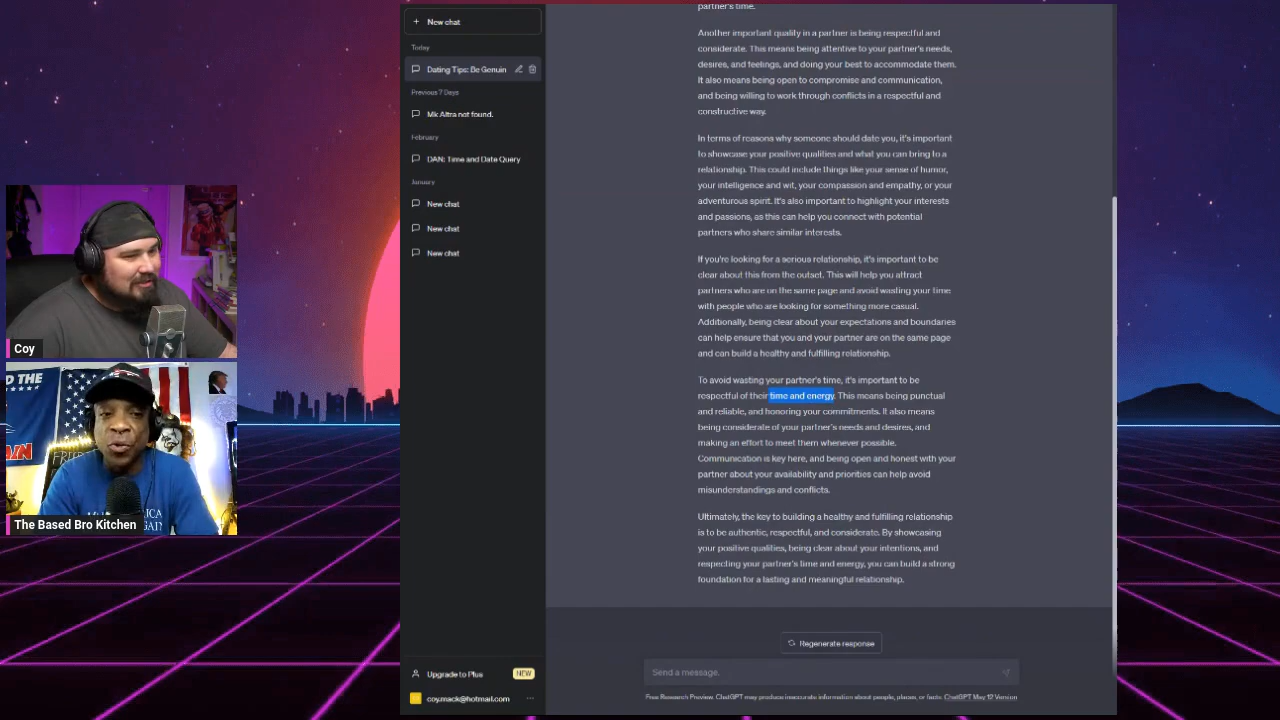 New chat
Today
Dating Tips: Be Genuin
Previous 7 Days
Mk Altra not found.
February
DAN: Time and Date Query
January
New chat
New chat
New chat
Upgrade to Plus NEW
coy.mack@hotmail.com
partner's time.
Another important quality in a partner is being respectful and
considerate. This means being attentive to your partner's needs,
desires, and feelings, and doing your best to accommodate them.
It also means being open to compromise and communication,
and being willing to work through conflicts in a respectful and
constructive way.
In terms of reasons why someone should date you, it's important
to showcase your positive qualities and what you can bring to a
relationship. This could include things like your sense of humor,
your intelligence and wit, your compassion and empathy, or your
adventurous spirit. It's also important to highlight your interests
and passions, as this can help you connect with potential
partners who share similar interests.
If you're looking for a serious relationship, it's important to be
clear about this from the outset. This will help you attract
partners who are on the same page and avoid wasting your time
with people who are looking for something more casual.
Additionally, being clear about your expectations and boundaries
can help ensure that you and your partner are on the same page
and can build a healthy and fulfilling relationship.
To avoid wasting your partner's time, it's important to be
respectful of their time and energy. This means being punctual
and reliable, and honoring your commitments. It also means
being considerate of your partner's needs and desires, and
making an effort to meet them whenever possible.
Communication is key here, and being open and honest with your
partner about your availability and priorities can help avoid
misunderstandings and conflicts.
Ultimately, the key to building a healthy and fulfilling relationship
is to be authentic, respectful, and considerate. By showcasing
your positive qualities, being clear about your intentions, and
respecting your partner's time and energy, you can build a strong
foundation for a lasting and meaningful relationship.
Regenerate response
Send a message.
Free Research Preview. ChatGPT may produce inaccurate information about people, places, or facts. ChatGPT May 12 Version
Coy
The Based Bro Kitchen